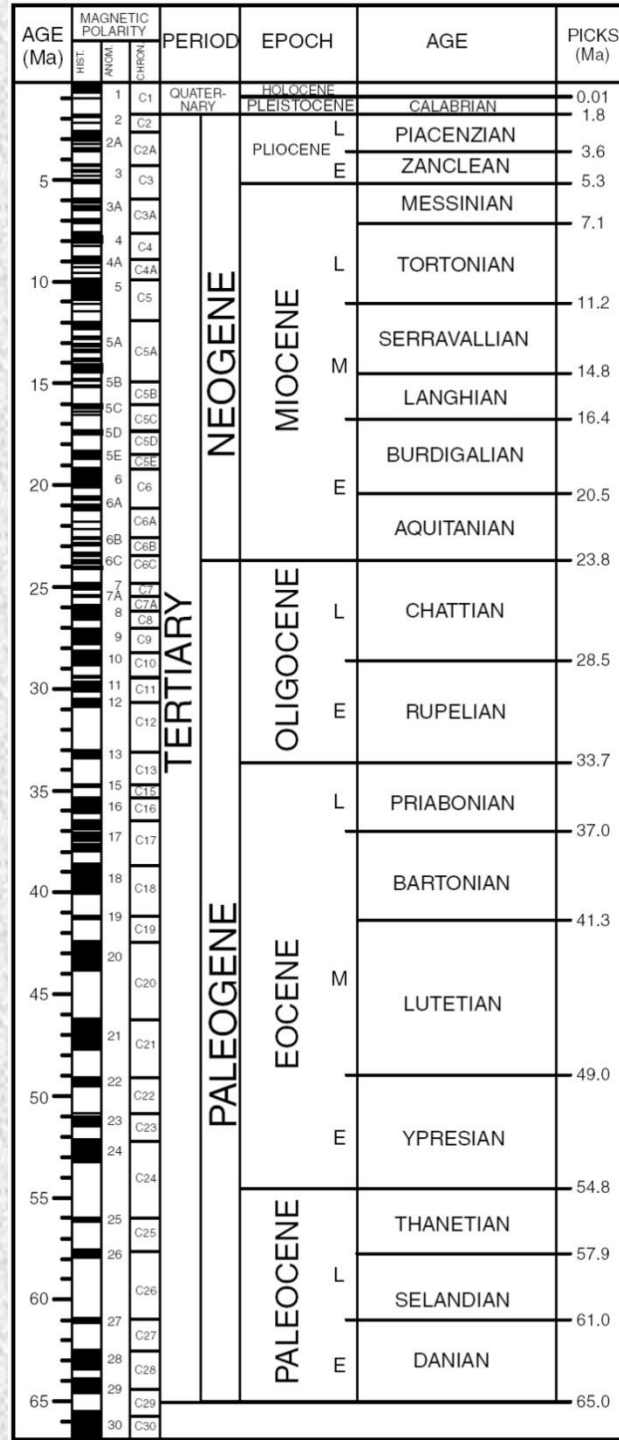 AGE (Ma)
MAGNETIC POLARITY
HIST.
ANOM.
CHRON.
PERIOD
EPOCH
AGE
PICKS (Ma)
5
10
15
20
25
30
35
40
45
50
55
60
65
1
2
2A
3
3A
4
4A
5
5A
5B
5C
5D
5E
6
6A
6B
6C
7
7A
8
9
10
11
12
13
15
16
17
18
19
20
21
22
23
24
25
26
27
28
29
30
C1
C2
C2A
C3
C3A
C4
C4A
C5
C5A
C5B
C5C
C5D
C5E
C6
C6A
C6B
C6C
C7
C7A
C8
C9
C10
C11
C12
C13
C15
C16
C17
C18
C19
C20
C21
C22
C23
C24
C25
C26
C27
C28
C29
C30
QUATER-
NARY
TERTIARY
NEOGENE
PALEOGENE
HOLOCENE
PLEISTOCENE
PLIOCENE
L
E
MIOCENE
L
M
E
OLIGOCENE
L
E
EOCENE
L
M
E
PALEOCENE
L
E
CALABRIAN
PIACENZIAN
ZANCLEAN
MESSINIAN
TORTONIAN
SERRAVALLIAN
LANGHIAN
BURDIGALIAN
AQUITANIAN
CHATTIAN
RUPELIAN
PRIABONIAN
BARTONIAN
LUTETIAN
YPRESIAN
THANETIAN
SELANDIAN
DANIAN
0.01
1.8
3.6
5.3
7.1
11.2
14.8
16.4
20.5
23.8
28.5
33.7
37.0
41.3
49.0
54.8
57.9
61.0
65.0